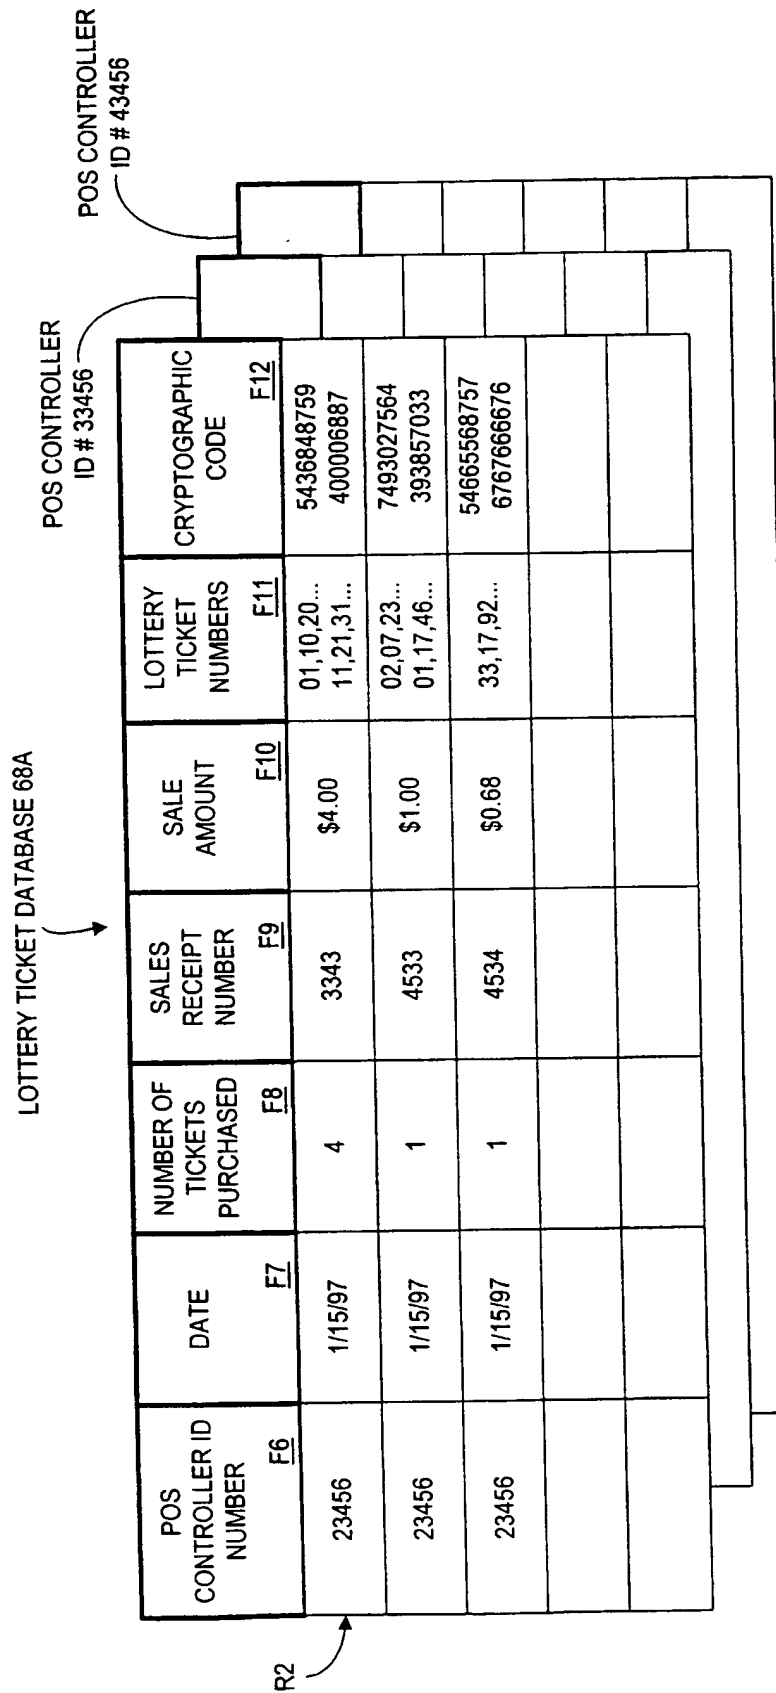 LOTTERY TICKET DATABASE 68A
POS CONTROLLER
ID # 33456
POS CONTROLLER
ID # 43456
POS
CONTROLLER ID
NUMBER
F6
DATE
F7
NUMBER OF
TICKETS
PURCHASED
F8
SALES
RECEIPT
NUMBER
F9
SALE
AMOUNT
F10
LOTTERY
TICKET
NUMBERS
F11
CRYPTOGRAPHIC
CODE
F12
R2
23456
1/15/97
4
3343
$4.00
01,10,20...
11,21,31...
5436848759
400006887
23456
1/15/97
1
4533
$1.00
02,07,23...
01,17,46...
7493027564
393857033
23456
1/15/97
1
4534
$0.68
33,17,92...
54665568757
6767666676